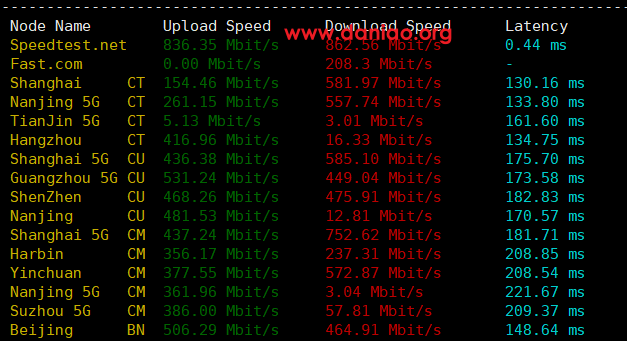 Node Name Upload Speed Download Speed Latency
www.daniao.org
Speedtest.net 836.35 Mbit/s 862.56 Mbit/s 0.44 ms
Fast.com 0.00 Mbit/s 208.3 Mbit/s -
Shanghai CT 154.46 Mbit/s 581.97 Mbit/s 130.16 ms
Nanjing 5G CT 261.15 Mbit/s 557.74 Mbit/s 133.80 ms
TianJin 5G CT 5.13 Mbit/s 3.01 Mbit/s 161.60 ms
Hangzhou CT 416.96 Mbit/s 16.33 Mbit/s 134.75 ms
Shanghai 5G CU 436.38 Mbit/s 585.10 Mbit/s 175.70 ms
Guangzhou 5G CU 531.24 Mbit/s 449.04 Mbit/s 173.58 ms
ShenZhen CU 468.26 Mbit/s 475.91 Mbit/s 182.83 ms
Nanjing CU 481.53 Mbit/s 12.81 Mbit/s 170.57 ms
Shanghai 5G CM 437.24 Mbit/s 752.62 Mbit/s 181.71 ms
Harbin CM 356.17 Mbit/s 237.31 Mbit/s 208.85 ms
Yinchuan CM 377.55 Mbit/s 572.87 Mbit/s 208.54 ms
Nanjing 5G CM 361.96 Mbit/s 3.04 Mbit/s 221.67 ms
Suzhou 5G CM 386.00 Mbit/s 57.81 Mbit/s 209.37 ms
Beijing BN 506.29 Mbit/s 464.91 Mbit/s 148.64 ms